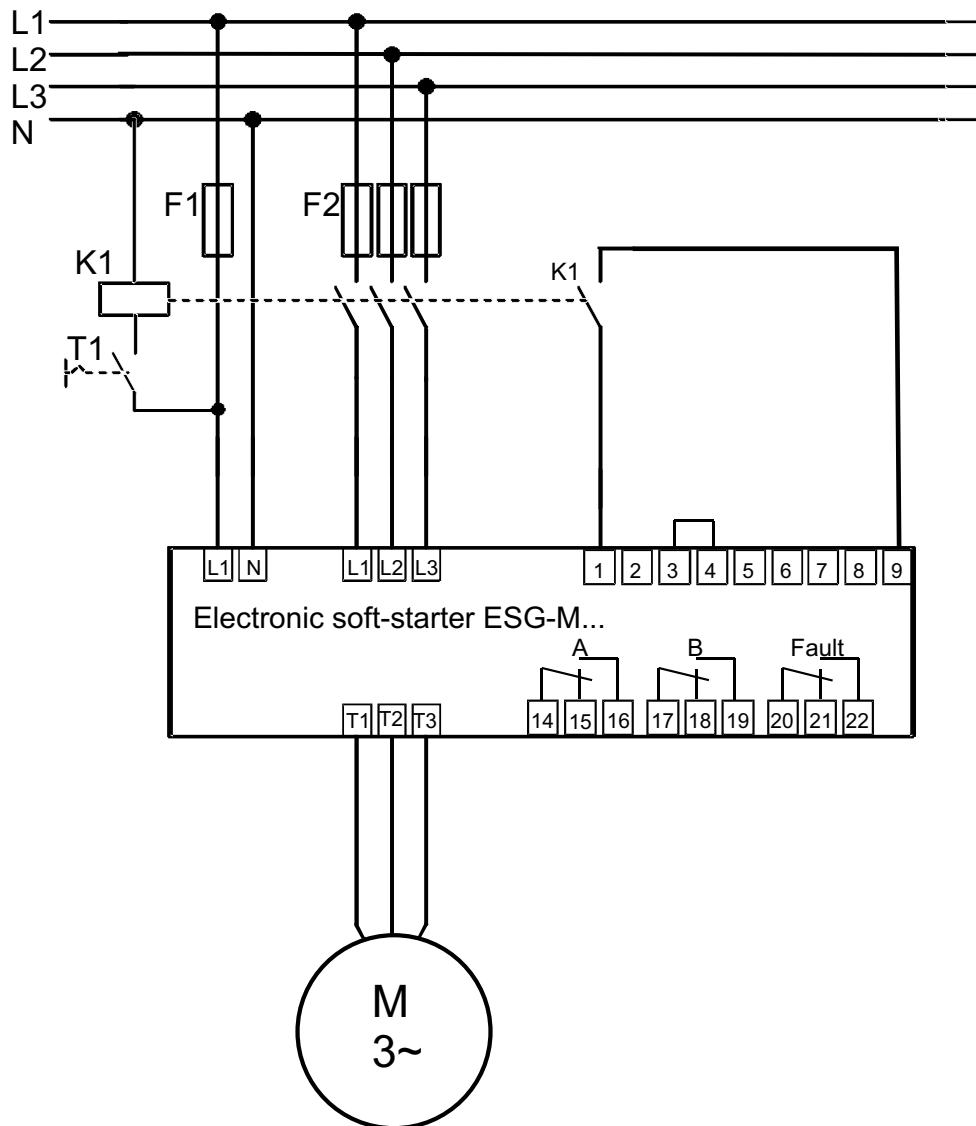 L1
L2
L3
N
F1
F2
K1
K1
T1
L1 N L1 L2 L3 1 2 3 4 5 6 7 8 9
Electronic soft-starter ESG-M...
A B Fault
T1 T2 T3 14 15 16 17 18 19 20 21 22
M
3~